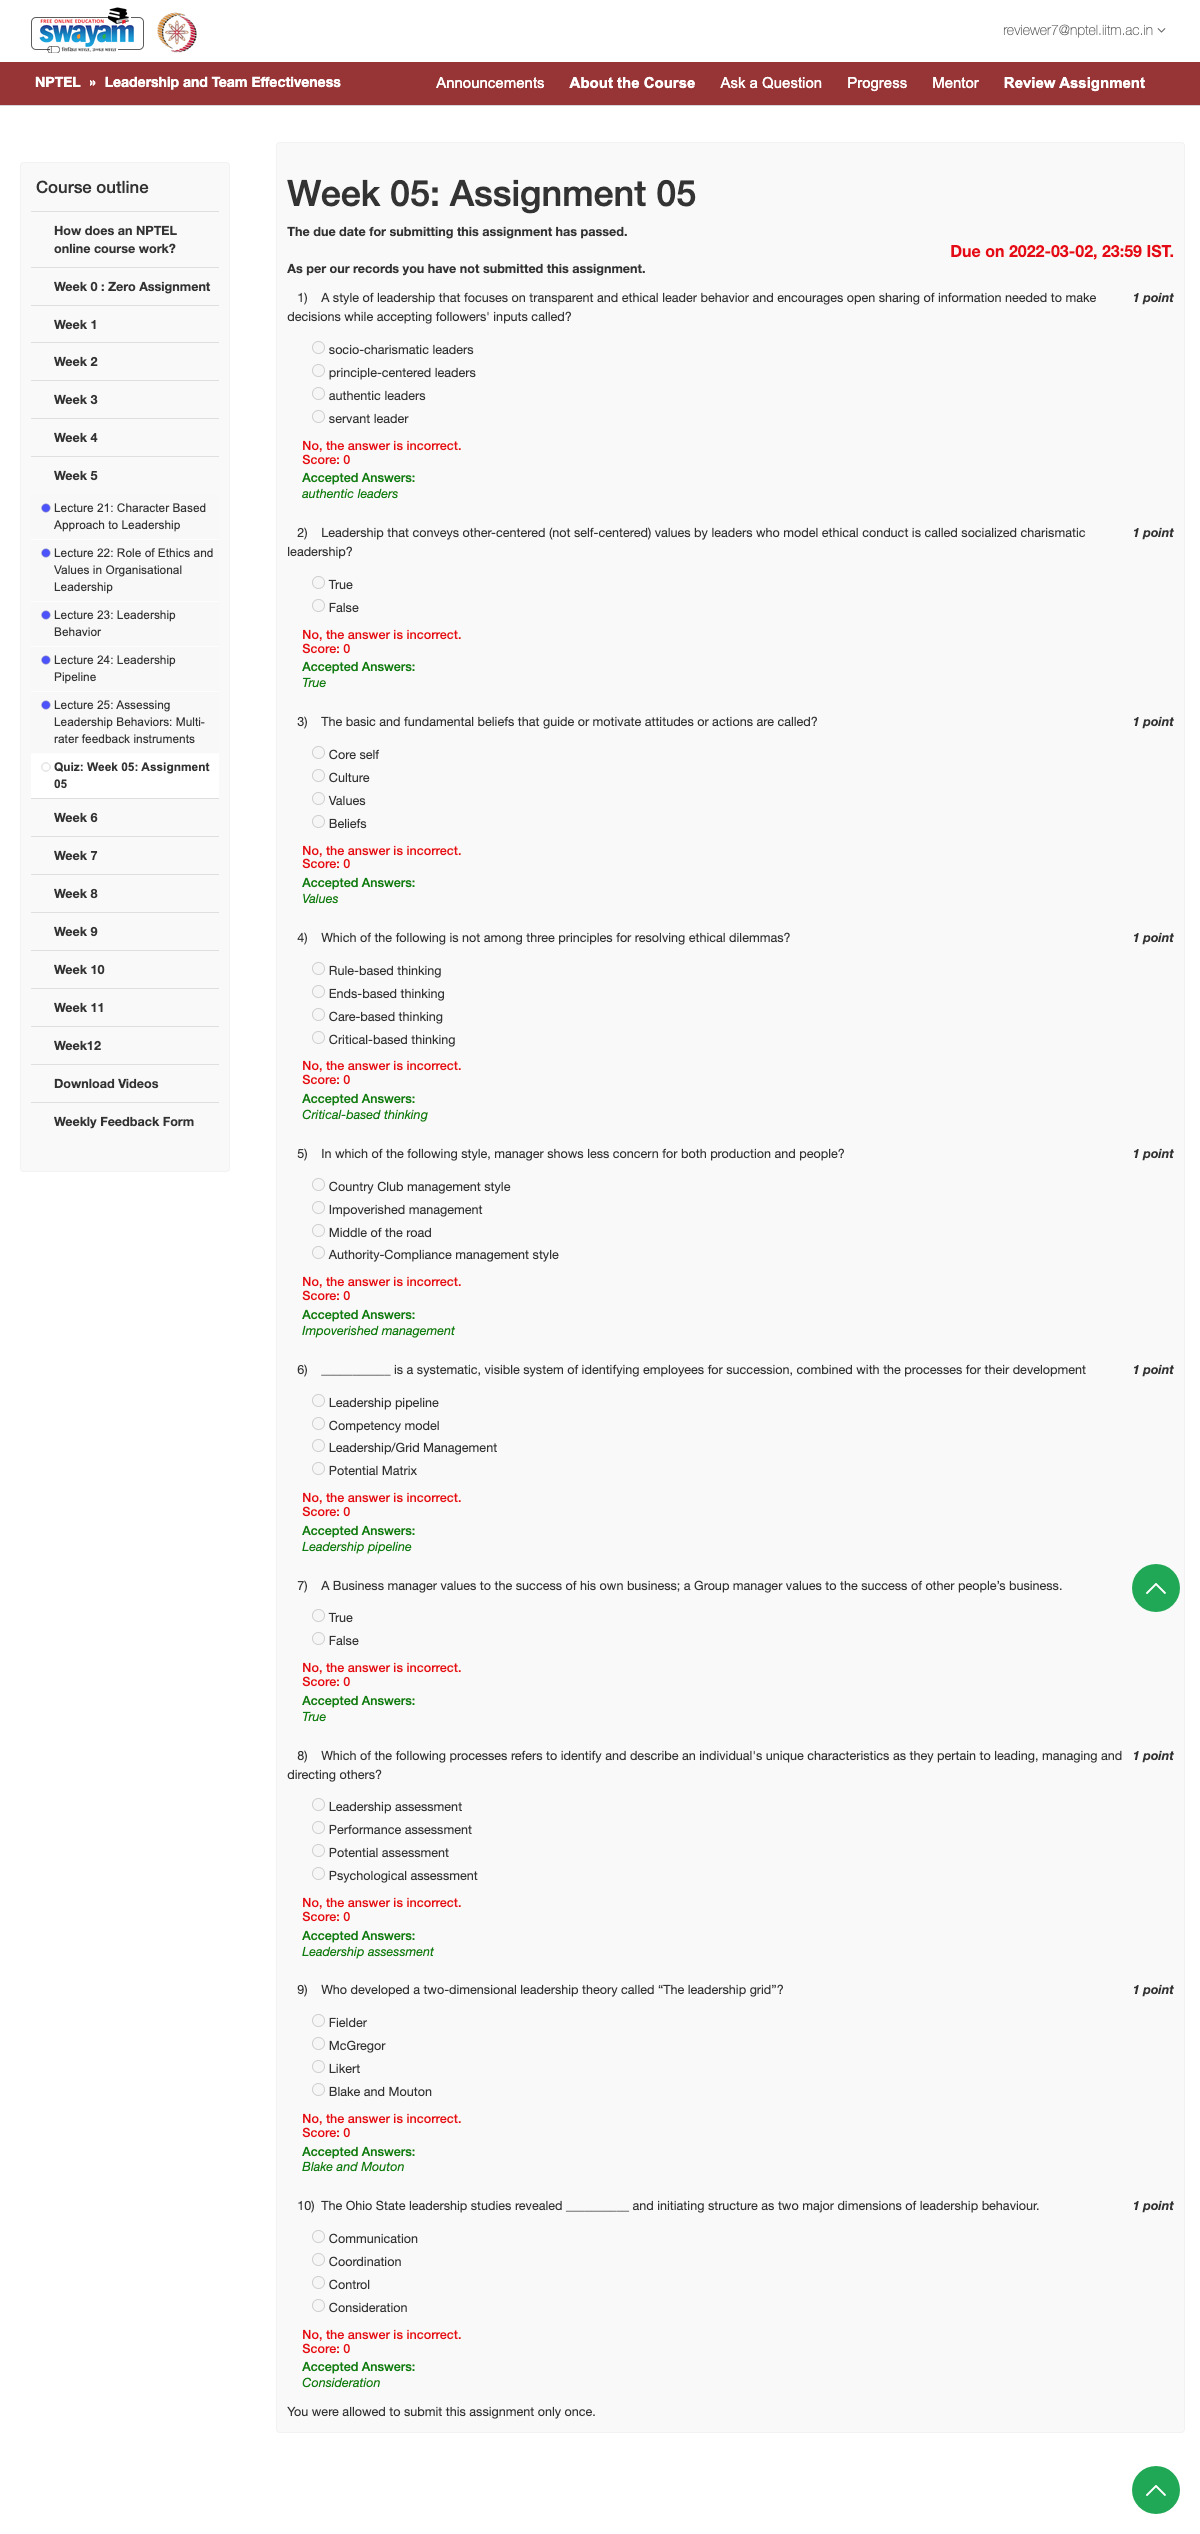 FREE ONLINE EDUCATION
swayam
शिक्षित भारत, उन्नत भारत
reviewer7@nptel.iitm.ac.in
NPTEL » Leadership and Team Effectiveness
Announcements About the Course Ask a Question Progress Mentor Review Assignment
Course outline
How does an NPTEL
online course work?
Week 0 : Zero Assignment
Week 1
Week 2
Week 3
Week 4
Week 5
Lecture 21: Character Based
Approach to Leadership
Lecture 22: Role of Ethics and
Values in Organisational
Leadership
Lecture 23: Leadership
Behavior
Lecture 24: Leadership
Pipeline
Lecture 25: Assessing
Leadership Behaviors: Multi-
rater feedback instruments
Quiz: Week 05: Assignment
05
Week 6
Week 7
Week 8
Week 9
Week 10
Week 11
Week12
Download Videos
Weekly Feedback Form
Week 05: Assignment 05
The due date for submitting this assignment has passed.
Due on 2022-03-02, 23:59 IST.
As per our records you have not submitted this assignment.
1) A style of leadership that focuses on transparent and ethical leader behavior and encourages open sharing of information needed to make 1 point
decisions while accepting followers' inputs called?
socio-charismatic leaders
principle-centered leaders
authentic leaders
servant leader
No, the answer is incorrect.
Score: 0
Accepted Answers:
authentic leaders
2) Leadership that conveys other-centered (not self-centered) values by leaders who model ethical conduct is called socialized charismatic 1 point
leadership?
True
False
No, the answer is incorrect.
Score: 0
Accepted Answers:
True
3) The basic and fundamental beliefs that guide or motivate attitudes or actions are called? 1 point
Core self
Culture
Values
Beliefs
No, the answer is incorrect.
Score: 0
Accepted Answers:
Values
4) Which of the following is not among three principles for resolving ethical dilemmas? 1 point
Rule-based thinking
Ends-based thinking
Care-based thinking
Critical-based thinking
No, the answer is incorrect.
Score: 0
Accepted Answers:
Critical-based thinking
5) In which of the following style, manager shows less concern for both production and people? 1 point
Country Club management style
Impoverished management
Middle of the road
Authority-Compliance management style
No, the answer is incorrect.
Score: 0
Accepted Answers:
Impoverished management
6) ___________ is a systematic, visible system of identifying employees for succession, combined with the processes for their development 1 point
Leadership pipeline
Competency model
Leadership/Grid Management
Potential Matrix
No, the answer is incorrect.
Score: 0
Accepted Answers:
Leadership pipeline
7) A Business manager values to the success of his own business; a Group manager values to the success of other people’s business.
True
False
No, the answer is incorrect.
Score: 0
Accepted Answers:
True
8) Which of the following processes refers to identify and describe an individual's unique characteristics as they pertain to leading, managing and 1 point
directing others?
Leadership assessment
Performance assessment
Potential assessment
Psychological assessment
No, the answer is incorrect.
Score: 0
Accepted Answers:
Leadership assessment
9) Who developed a two-dimensional leadership theory called “The leadership grid”? 1 point
Fielder
McGregor
Likert
Blake and Mouton
No, the answer is incorrect.
Score: 0
Accepted Answers:
Blake and Mouton
10) The Ohio State leadership studies revealed __________ and initiating structure as two major dimensions of leadership behaviour. 1 point
Communication
Coordination
Control
Consideration
No, the answer is incorrect.
Score: 0
Accepted Answers:
Consideration
You were allowed to submit this assignment only once.